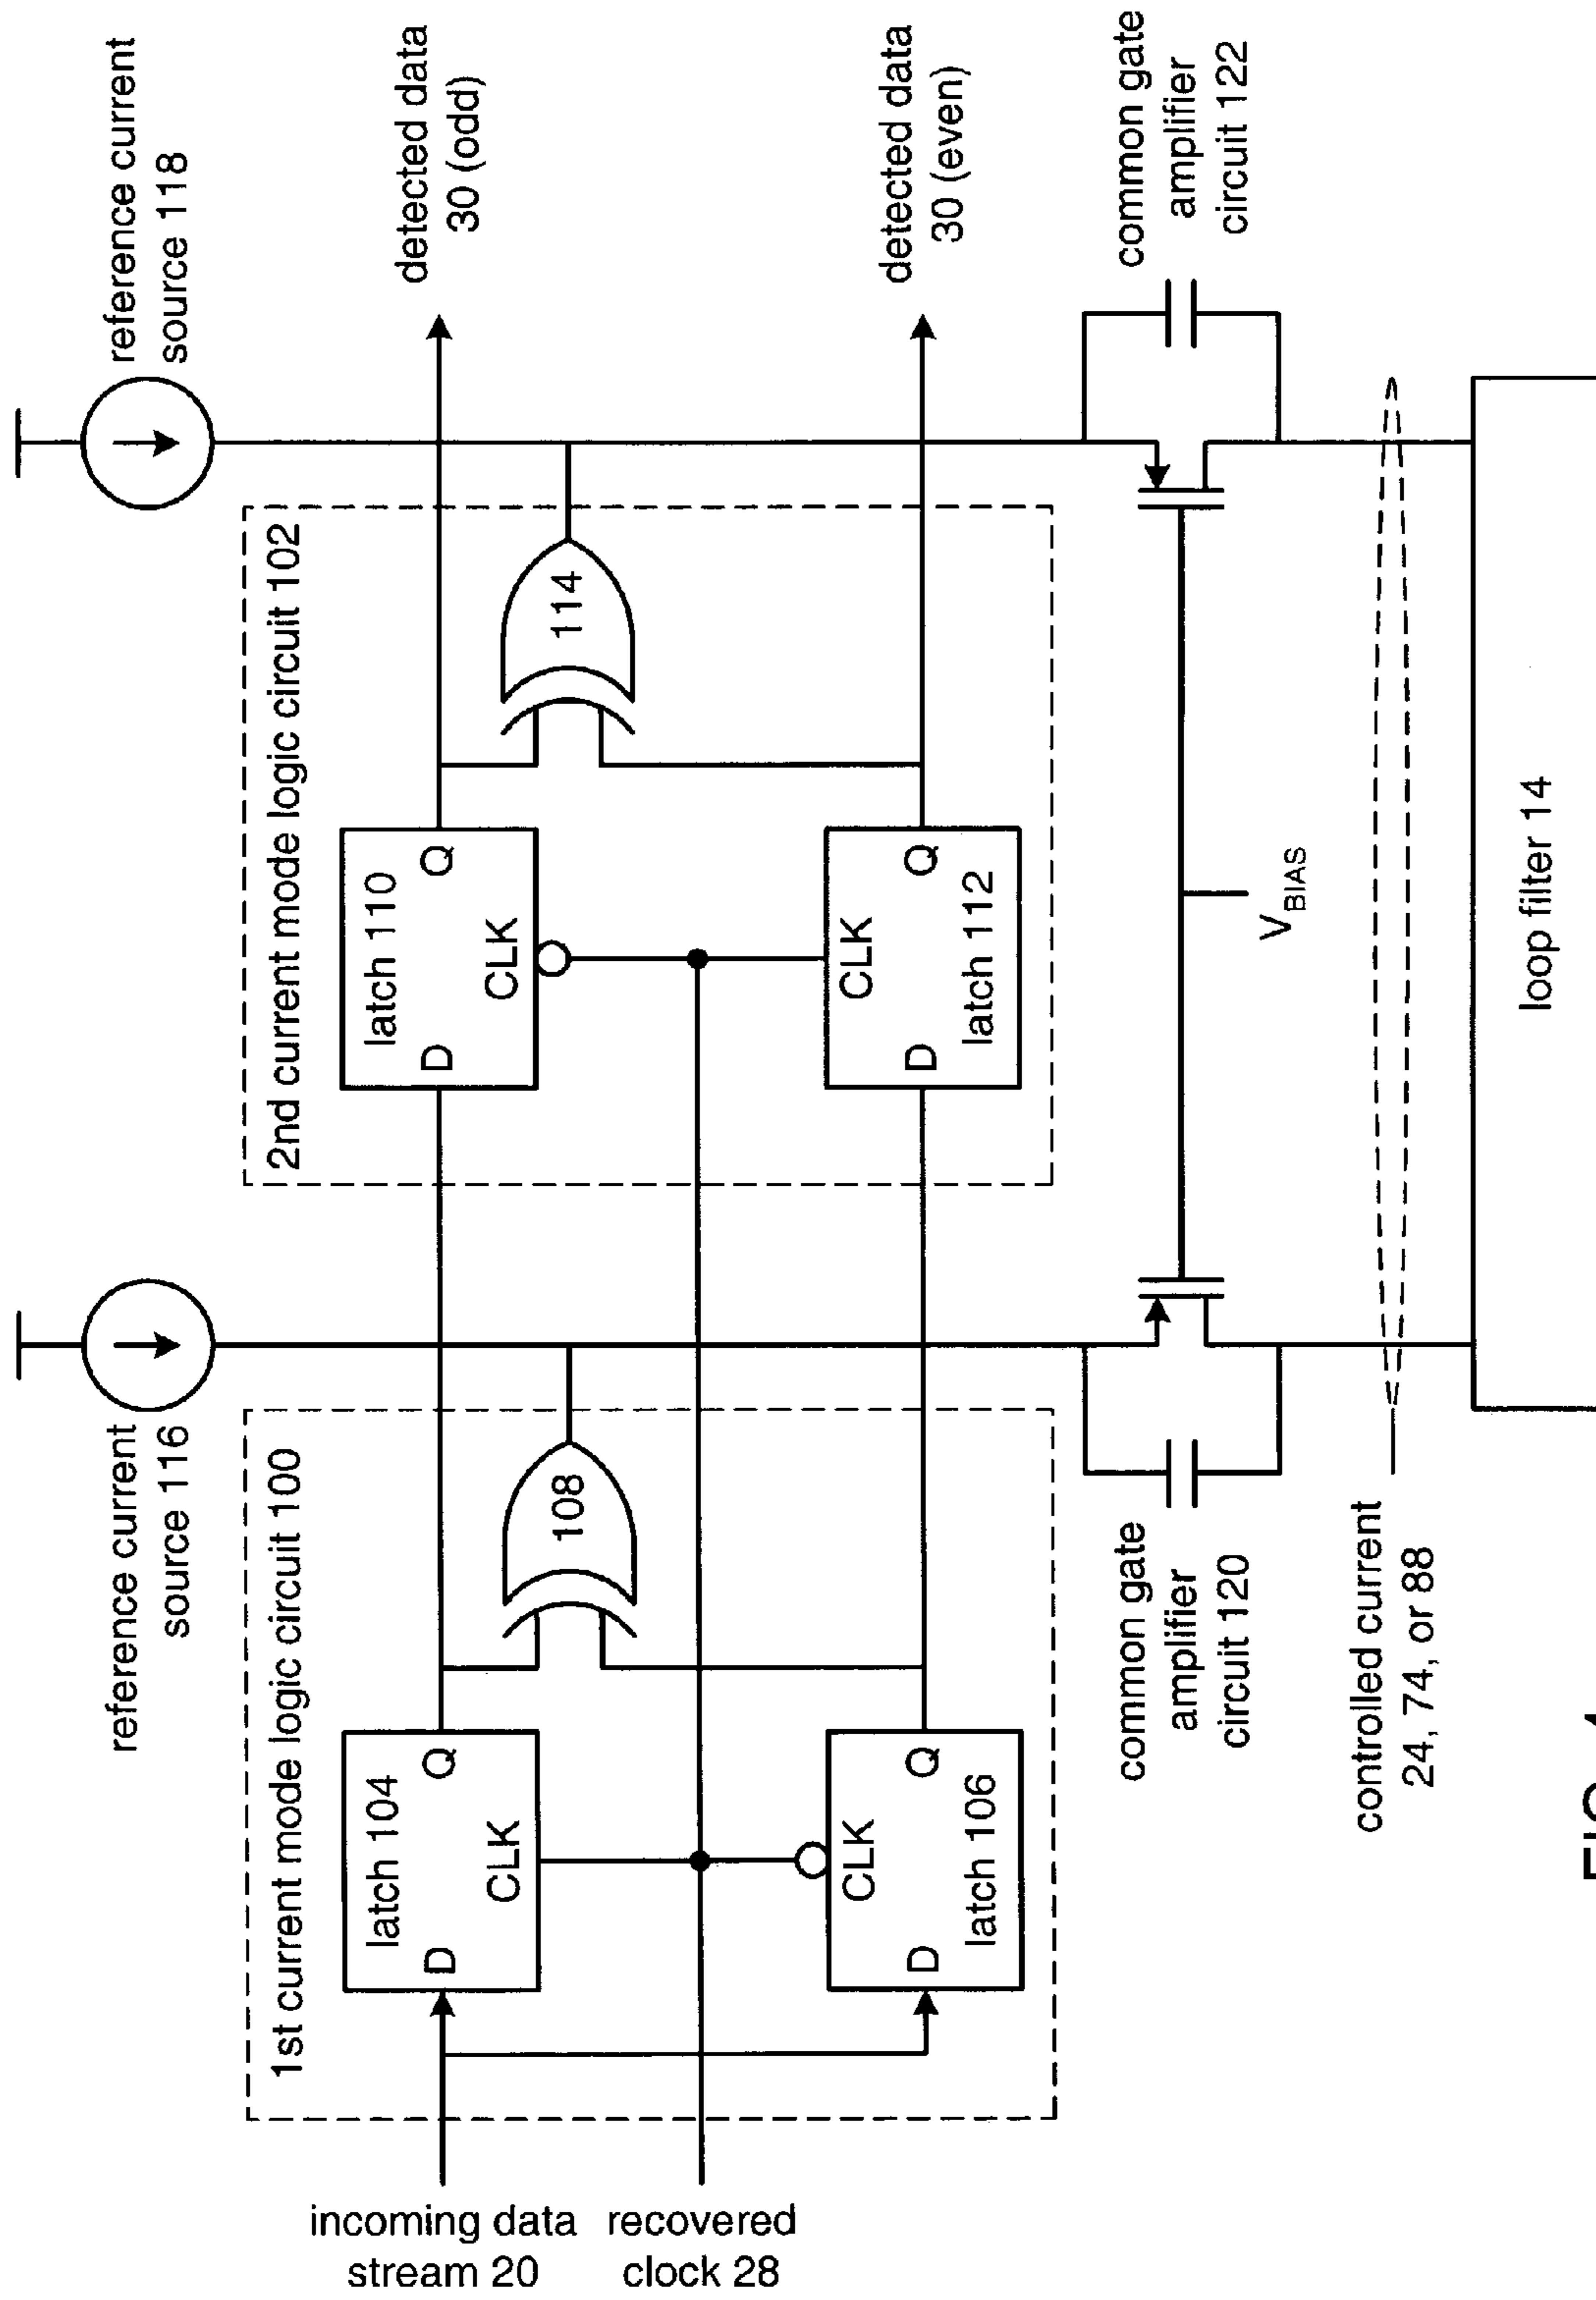 reference current
source 116
reference current
source 118
1st current mode logic circuit 100
2nd current mode logic circuit 102
latch 104
D
Q
CLK
108
latch 110
D
Q
CLK
114
detected data
30 (odd)
CLK
D
Q
latch 106
CLK
D
Q
latch 112
detected data
30 (even)
incoming data
stream 20
recovered
clock 28
common gate
amplifier
circuit 120
common gate
amplifier
circuit 122
VBIAS
controlled current
24, 74, or 88
loop filter 14